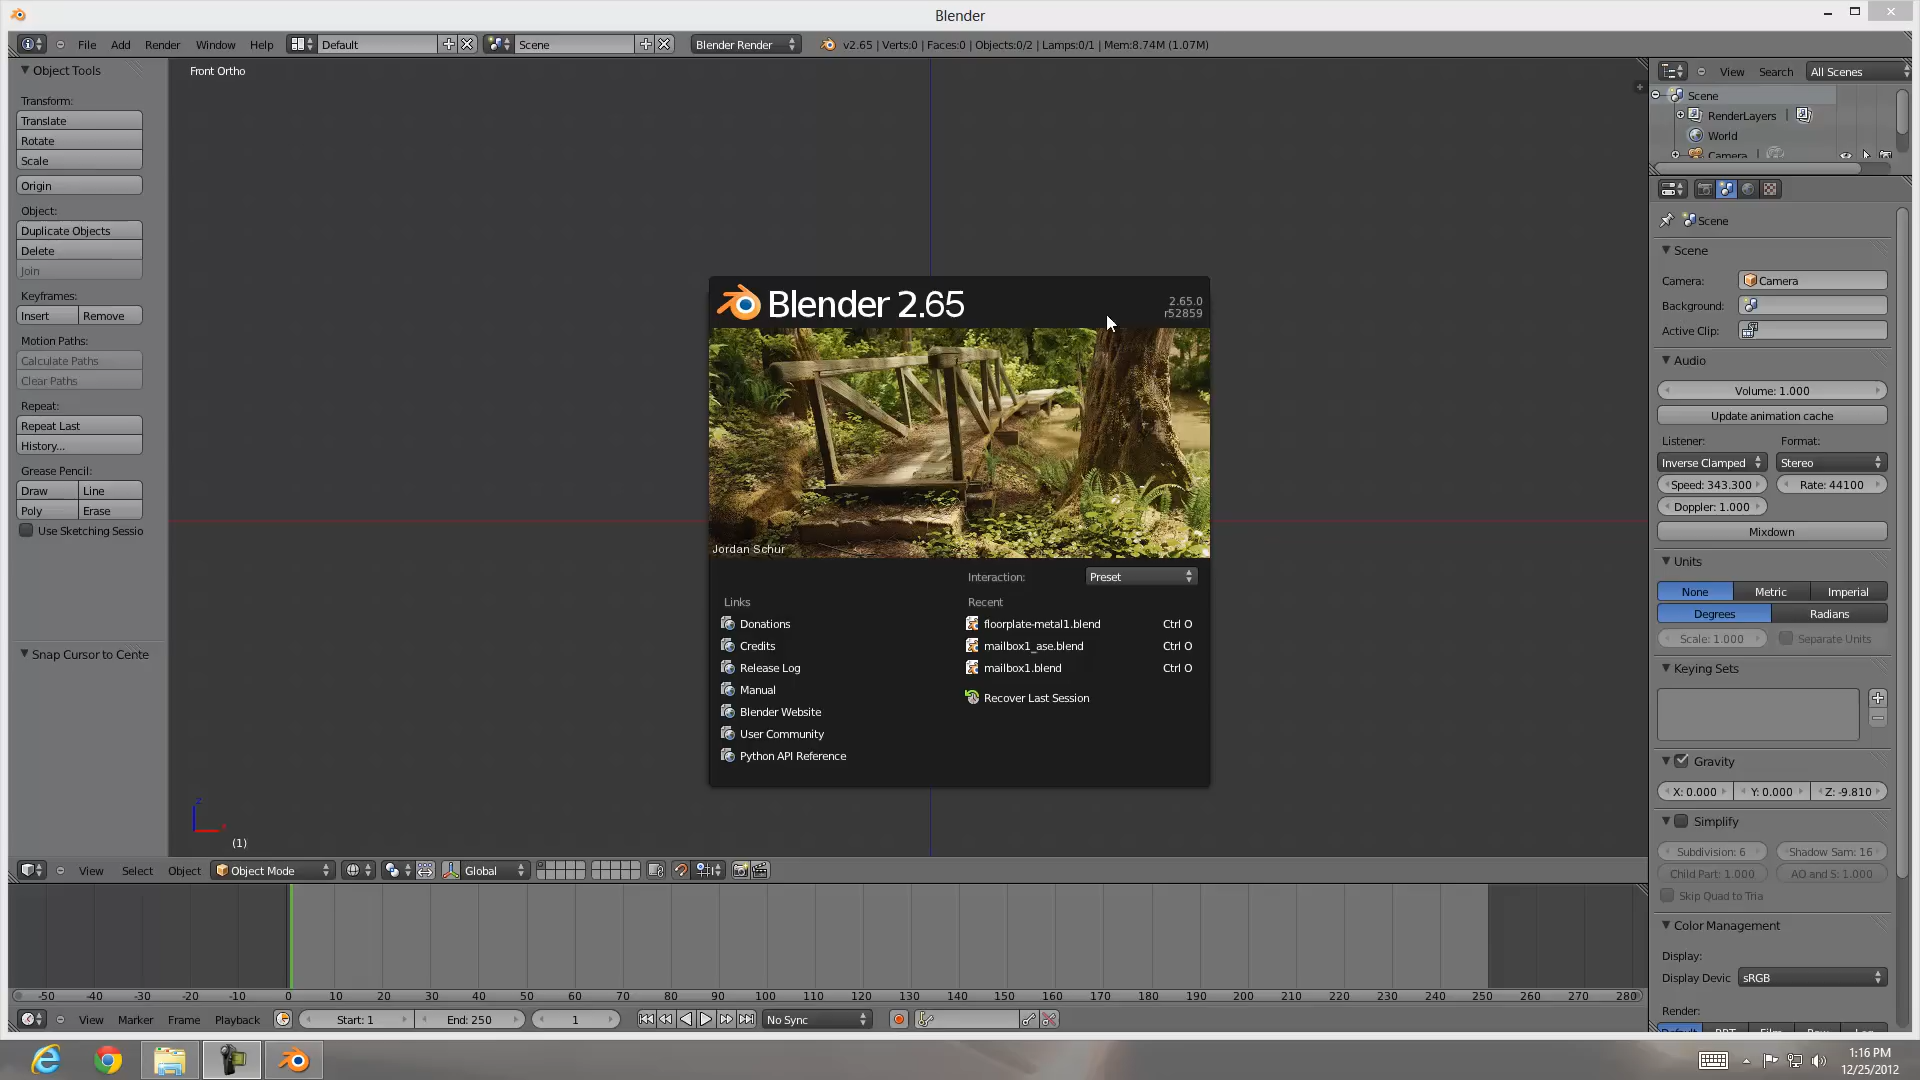 Blender
File Add Render Window Help Default Scene Blender Render v2.65 | Verts:0 | Faces:0 | Objects:0/2 | Lamps:0/1 | Mem:8.74M (1.07M)
Object Tools
Transform:
Translate
Rotate
Scale
Origin
Object:
Duplicate Objects
Delete
Join
Keyframes:
Insert Remove
Motion Paths:
Calculate Paths
Clear Paths
Repeat:
Repeat Last
History...
Grease Pencil:
Draw Line
Poly Erase
Use Sketching Sessio
Snap Cursor to Cente
Front Ortho
Blender 2.65
2.65.0
r52859
Jordan Schur
Interaction: Preset
Links
Donations
Credits
Release Log
Manual
Blender Website
User Community
Python API Reference
Recent
floorplate-metal1.blend Ctrl O
mailbox1_ase.blend Ctrl O
mailbox1.blend Ctrl O
Recover Last Session
z
x
(1)
View Select Object Object Mode Global
-50 -40 -30 -20 -10 0 10 20 30 40 50 60 70 80 90 100 110 120 130 140 150 160 170 180 190 200 210 220 230 240 250 260 270 280
View Marker Frame Playback Start: 1 End: 250 1 No Sync
View Search All Scenes
Scene
RenderLayers
World
Camera
Scene
Scene
Camera: Camera
Background:
Active Clip:
Audio
Volume: 1.000
Update animation cache
Listener: Format:
Inverse Clamped Stereo
Speed: 343.300 Rate: 44100
Doppler: 1.000
Mixdown
Units
None Metric Imperial
Degrees Radians
Scale: 1.000 Separate Units
Keying Sets
Gravity
X: 0.000 Y: 0.000 Z: -9.810
Simplify
Subdivision: 6 Shadow Sam: 16
Child Part: 1.000 AO and S: 1.000
Skip Quad to Tria
Color Management
Display:
Display Devic sRGB
Render:
Default RRT Film Raw Log
1:16 PM
12/25/2012